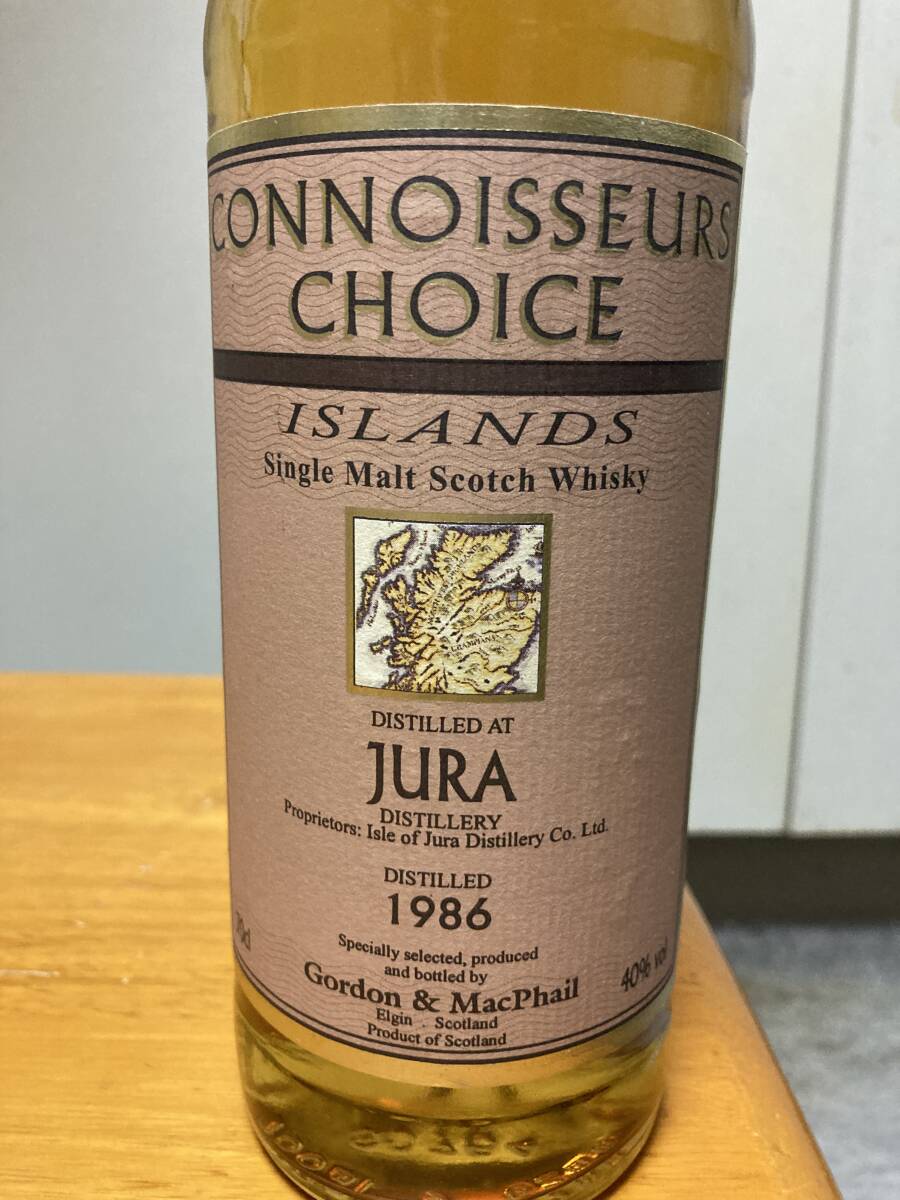 CONNOISSEURS
CHOICE
ISLANDS
Single Malt Scotch Whisky
GRAMPIANS
DISTILLED AT
JURA
DISTILLERY
Proprietors: Isle of Jura Distillery Co. Ltd.
DISTILLED
1986
70cl
Specially selected, produced
and bottled by
Gordon & MacPhail
40% vol
Elgin . Scotland
Product of Scotland